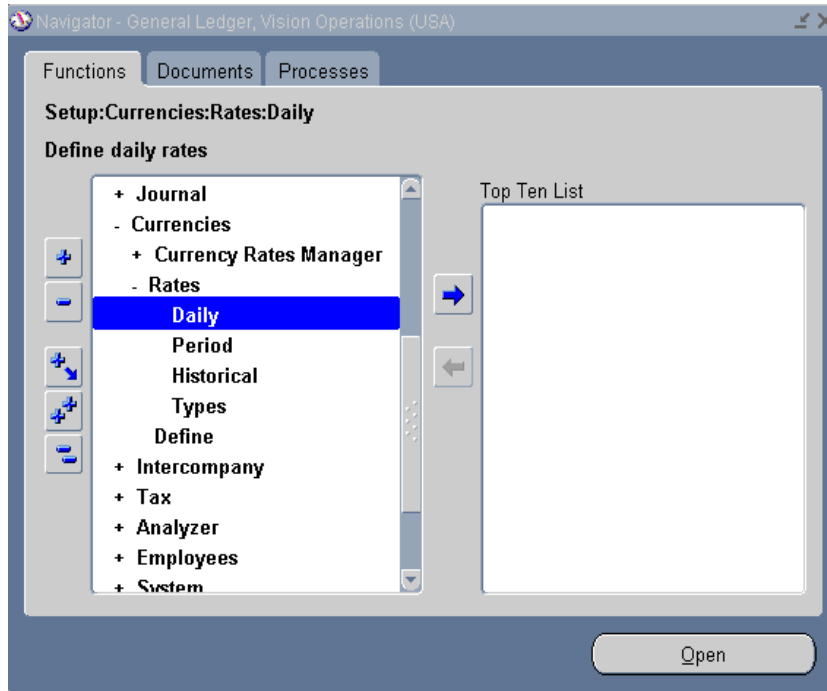 Navigator - General Ledger, Vision Operations (USA)
Functions Documents Processes
Setup:Currencies:Rates:Daily
Define daily rates
+ Journal
- Currencies
+ Currency Rates Manager
- Rates
Daily
Period
Historical
Types
Define
+ Intercompany
+ Tax
+ Analyzer
+ Employees
+ System
Top Ten List
Open